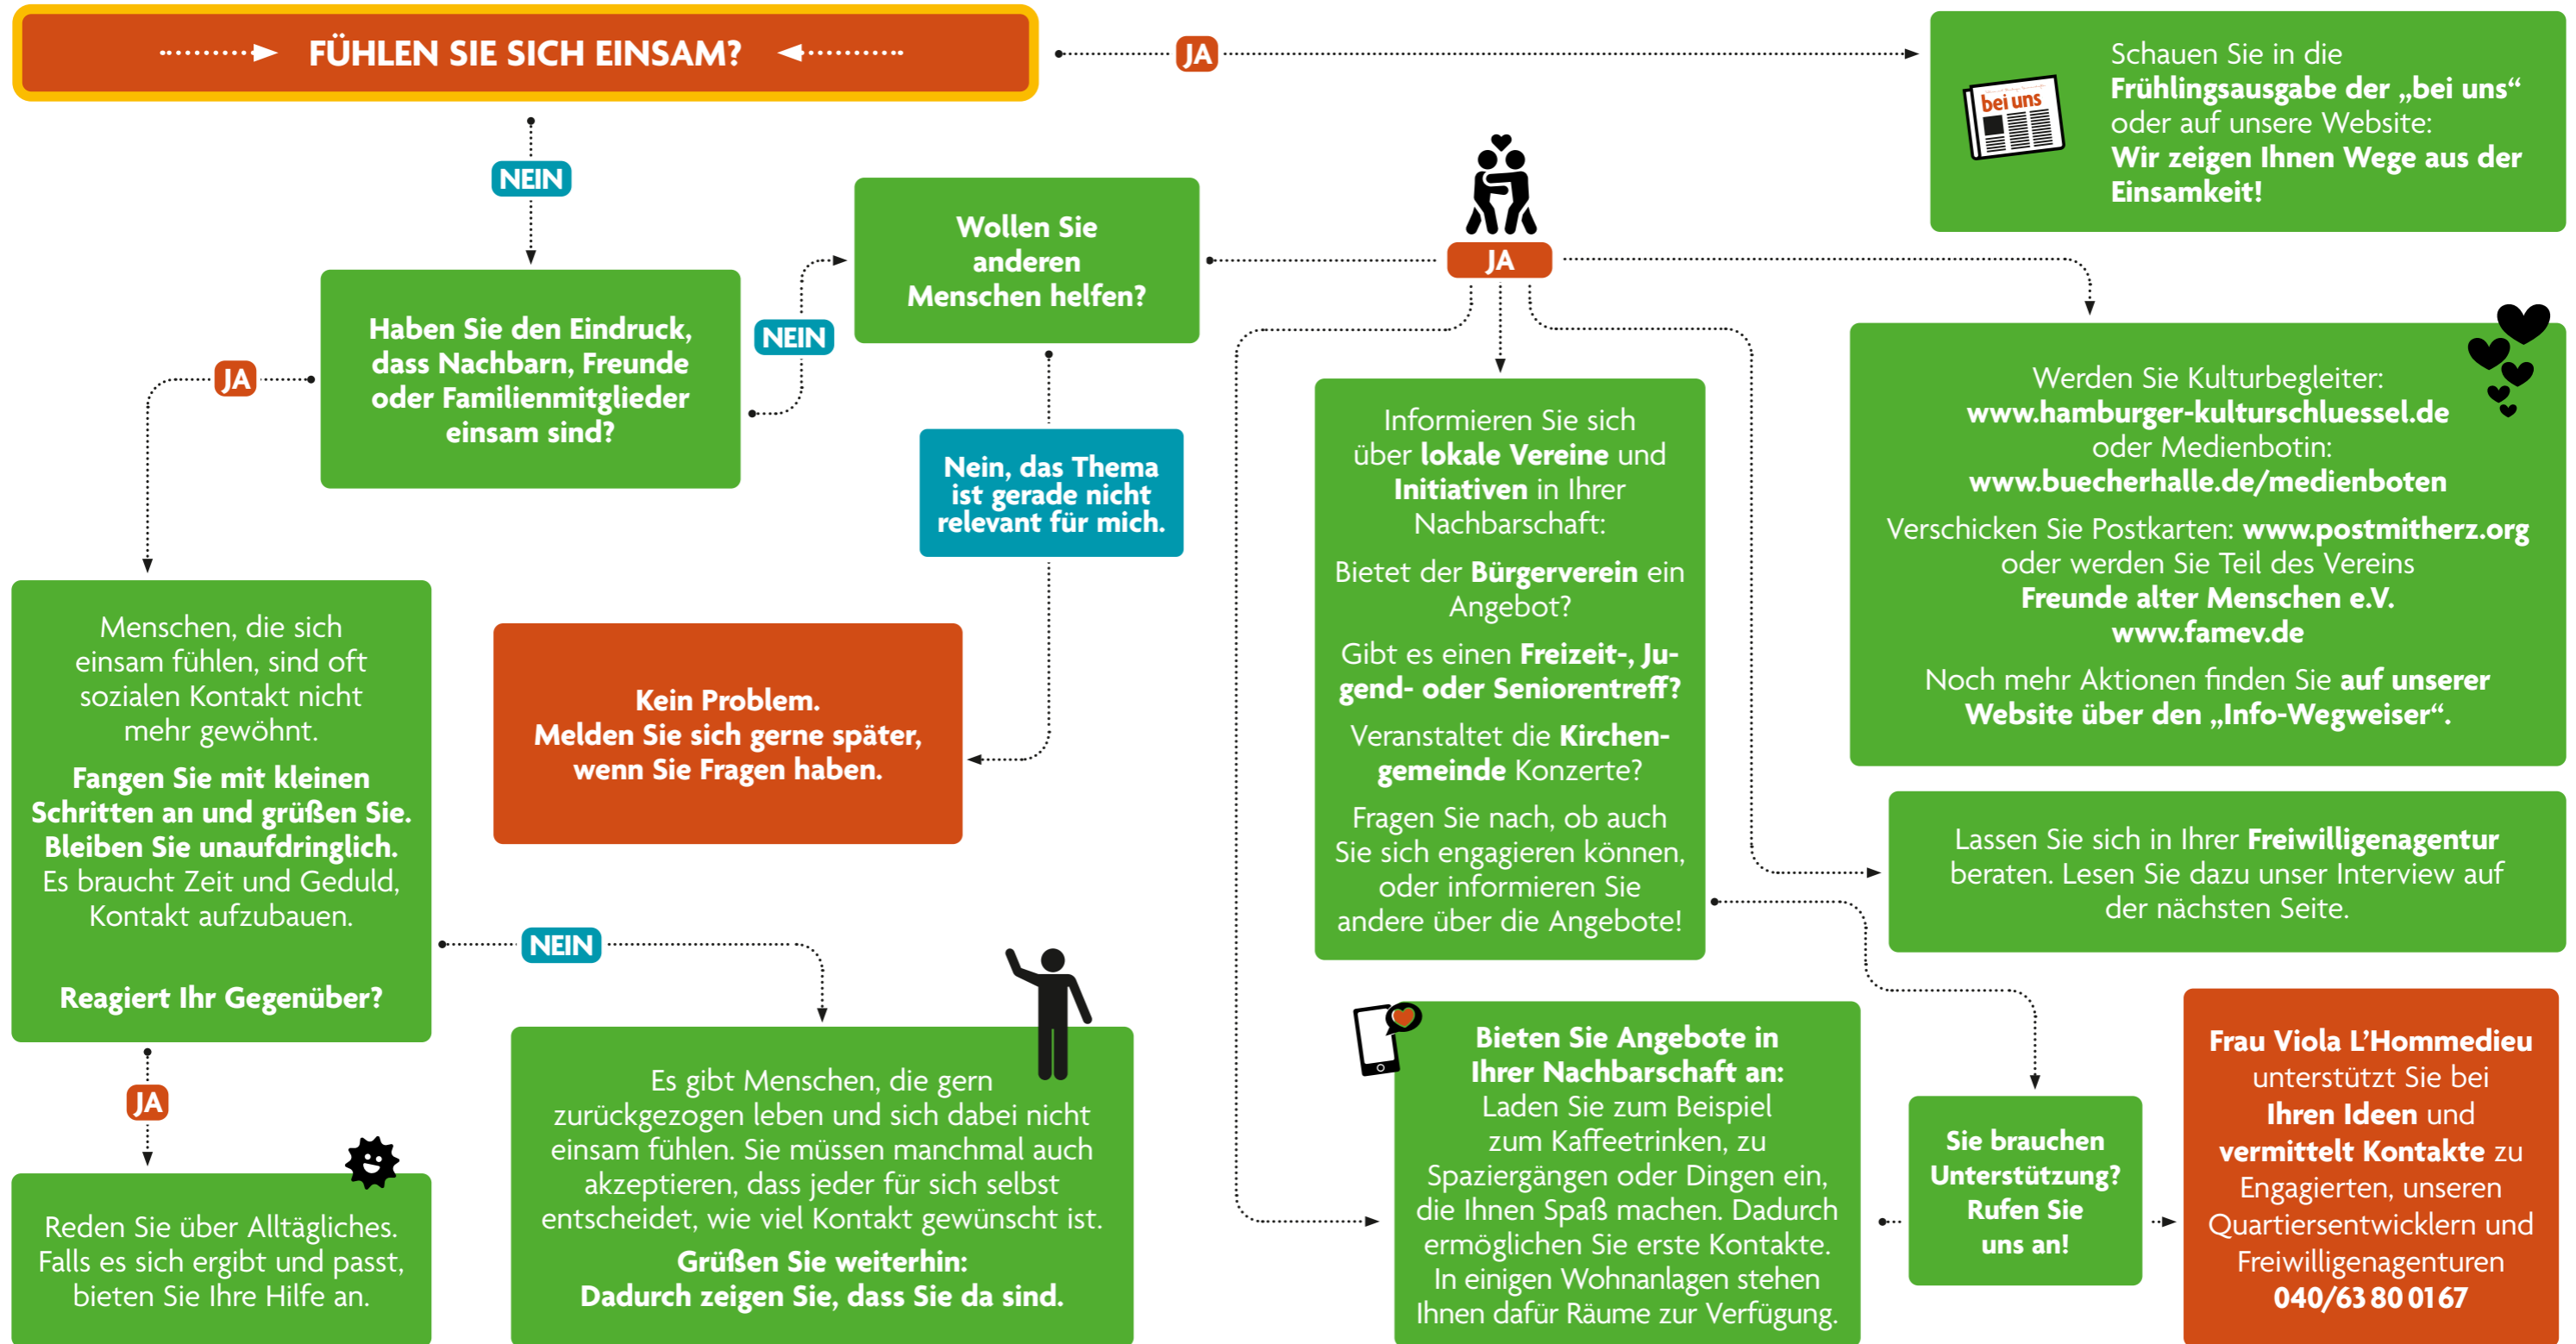 FÜHLEN SIE SICH EINSAM?
JA
Schauen Sie in die
Frühlingsausgabe der „bei uns“
oder auf unsere Website:
Wir zeigen Ihnen Wege aus der
Einsamkeit!
bei uns
NEIN
Haben Sie den Eindruck,
dass Nachbarn, Freunde
oder Familienmitglieder
einsam sind?
NEIN
Wollen Sie
anderen
Menschen helfen?
JA
Nein, das Thema
ist gerade nicht
relevant für mich.
Kein Problem.
Melden Sie sich gerne später,
wenn Sie Fragen haben.
JA
Menschen, die sich
einsam fühlen, sind oft
sozialen Kontakt nicht
mehr gewöhnt.
Fangen Sie mit kleinen
Schritten an und grüßen Sie.
Bleiben Sie unaufdringlich.
Es braucht Zeit und Geduld,
Kontakt aufzubauen.
Reagiert Ihr Gegenüber?
NEIN
Es gibt Menschen, die gern
zurückgezogen leben und sich dabei nicht
einsam fühlen. Sie müssen manchmal auch
akzeptieren, dass jeder für sich selbst
entscheidet, wie viel Kontakt gewünscht ist.
Grüßen Sie weiterhin:
Dadurch zeigen Sie, dass Sie da sind.
JA
Reden Sie über Alltägliches.
Falls es sich ergibt und passt,
bieten Sie Ihre Hilfe an.
Informieren Sie sich
über lokale Vereine und
Initiativen in Ihrer
Nachbarschaft:
Bietet der Bürgerverein ein
Angebot?
Gibt es einen Freizeit-, Ju-
gend- oder Seniorentreff?
Veranstaltet die Kirchen-
gemeinde Konzerte?
Fragen Sie nach, ob auch
Sie sich engagieren können,
oder informieren Sie
andere über die Angebote!
Werden Sie Kulturbegleiter:
www.hamburger-kulturschluessel.de
oder Medienbotin:
www.buecherhalle.de/medienboten
Verschicken Sie Postkarten: www.postmitherz.org
oder werden Sie Teil des Vereins
Freunde alter Menschen e.V.
www.famev.de
Noch mehr Aktionen finden Sie auf unserer
Website über den „Info-Wegweiser“.
Lassen Sie sich in Ihrer Freiwilligenagentur
beraten. Lesen Sie dazu unser Interview auf
der nächsten Seite.
Bieten Sie Angebote in
Ihrer Nachbarschaft an:
Laden Sie zum Beispiel
zum Kaffeetrinken, zu
Spaziergängen oder Dingen ein,
die Ihnen Spaß machen. Dadurch
ermöglichen Sie erste Kontakte.
In einigen Wohnanlagen stehen
Ihnen dafür Räume zur Verfügung.
Sie brauchen
Unterstützung?
Rufen Sie
uns an!
Frau Viola L’Hommedieu
unterstützt Sie bei
Ihren Ideen und
vermittelt Kontakte zu
Engagierten, unseren
Quartiersentwicklern und
Freiwilligenagenturen
040/63 80 01 67